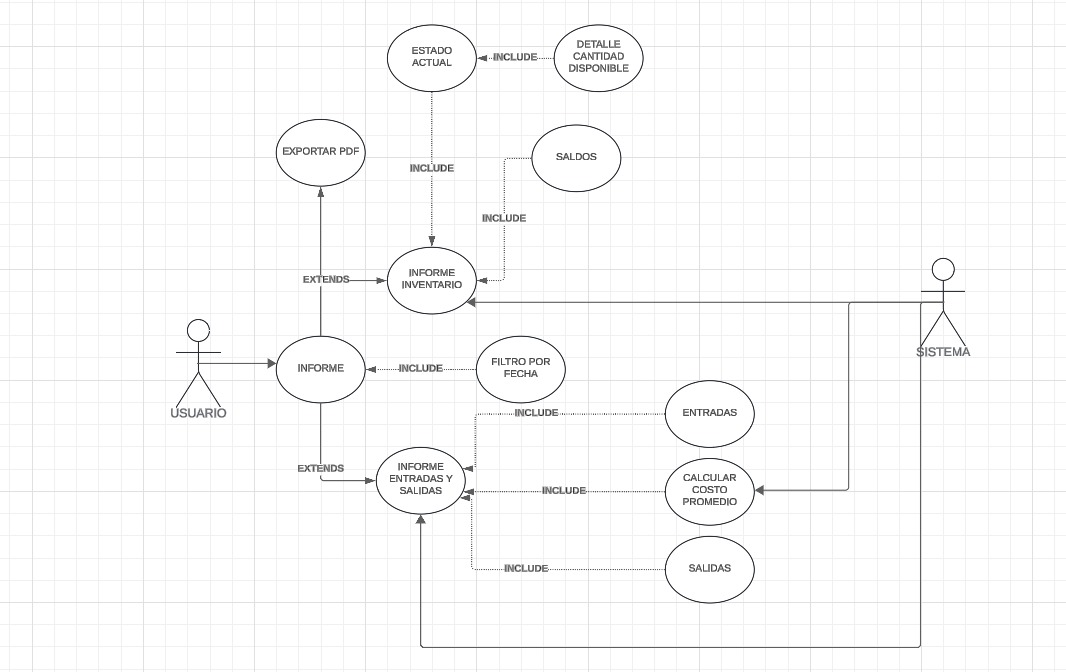 ESTADO
ACTUAL
INCLUDE
DETALLE
CANTIDAD
DISPONIBLE
EXPORTAR PDF
SALDOS
INCLUDE
INCLUDE
EXTENDS
INFORME
INVENTARIO
SISTEMA
INFORME
INCLUDE
FILTRO POR
FECHA
USUARIO
INCLUDE
ENTRADAS
EXTENDS
INFORME
ENTRADAS Y
SALIDAS
INCLUDE
CALCULAR
COSTO
PROMEDIO
INCLUDE
SALIDAS